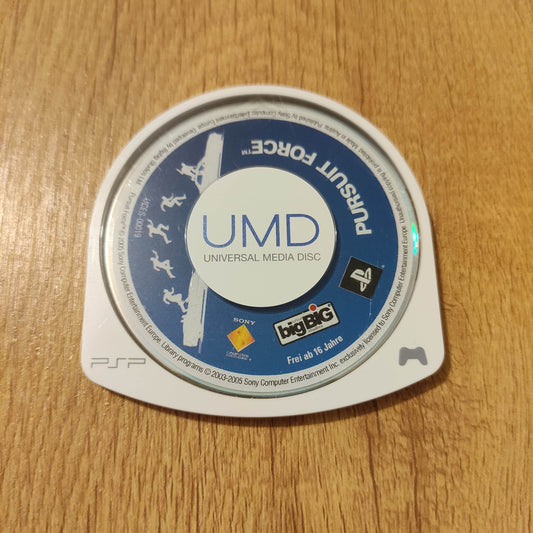 PURSUIT FORCE™
UMD
UNIVERSAL MEDIA DISC
SONY
bigBIG
Frei ab 16 Jahre
PSP
Library programs © 2003-2005 Sony Computer Entertainment Inc. exclusively licensed to Sony Computer Entertainment Europe.